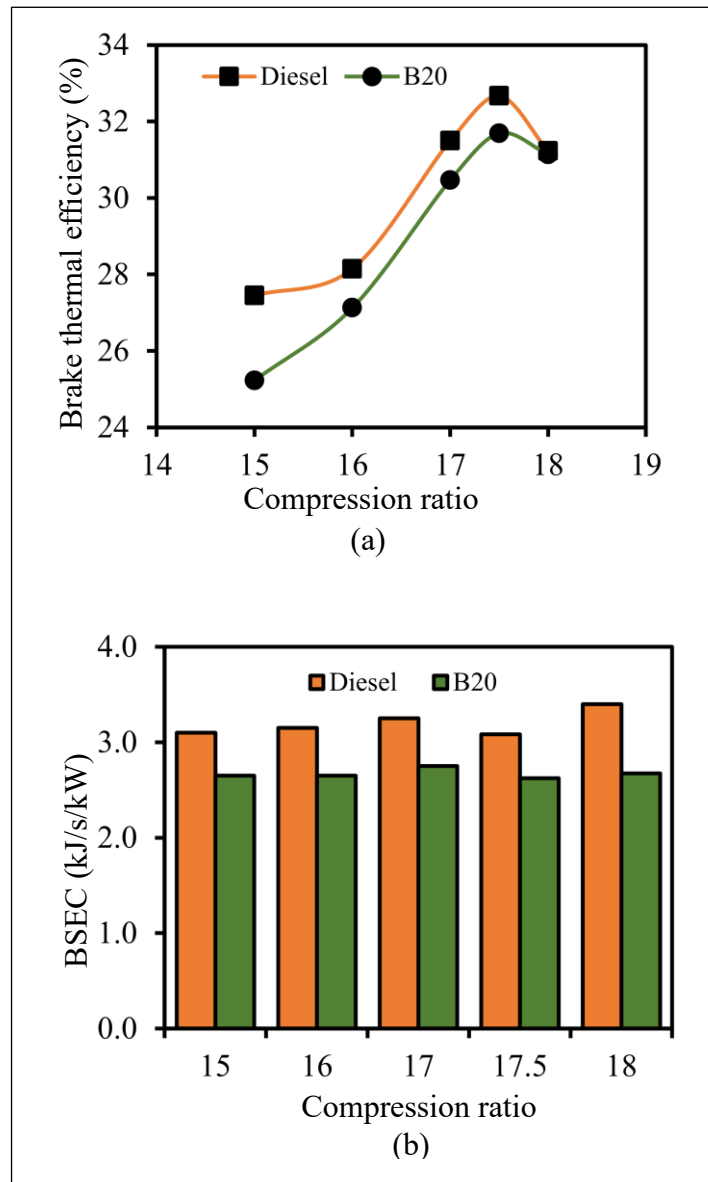 Brake thermal efficiency (%)
34
32
30
28
26
24
Diesel B20
14 15 16 17 18 19
Compression ratio
(a)
BSEC (kJ/s/kW)
4.0
3.0
2.0
1.0
0.0
Diesel B20
15 16 17 17.5 18
Compression ratio
(b)